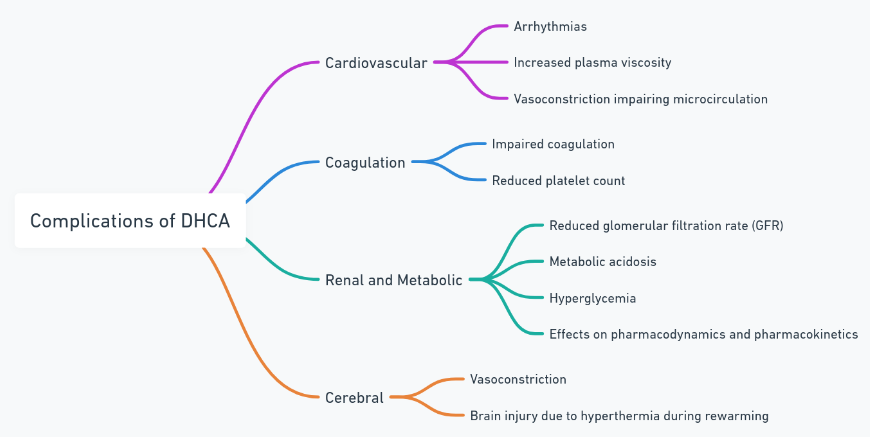 Complications of DHCA
Cardiovascular
Arrhythmias
Increased plasma viscosity
Vasoconstriction impairing microcirculation
Coagulation
Impaired coagulation
Reduced platelet count
Renal and Metabolic
Reduced glomerular filtration rate (GFR)
Metabolic acidosis
Hyperglycemia
Effects on pharmacodynamics and pharmacokinetics
Cerebral
Vasoconstriction
Brain injury due to hyperthermia during rewarming